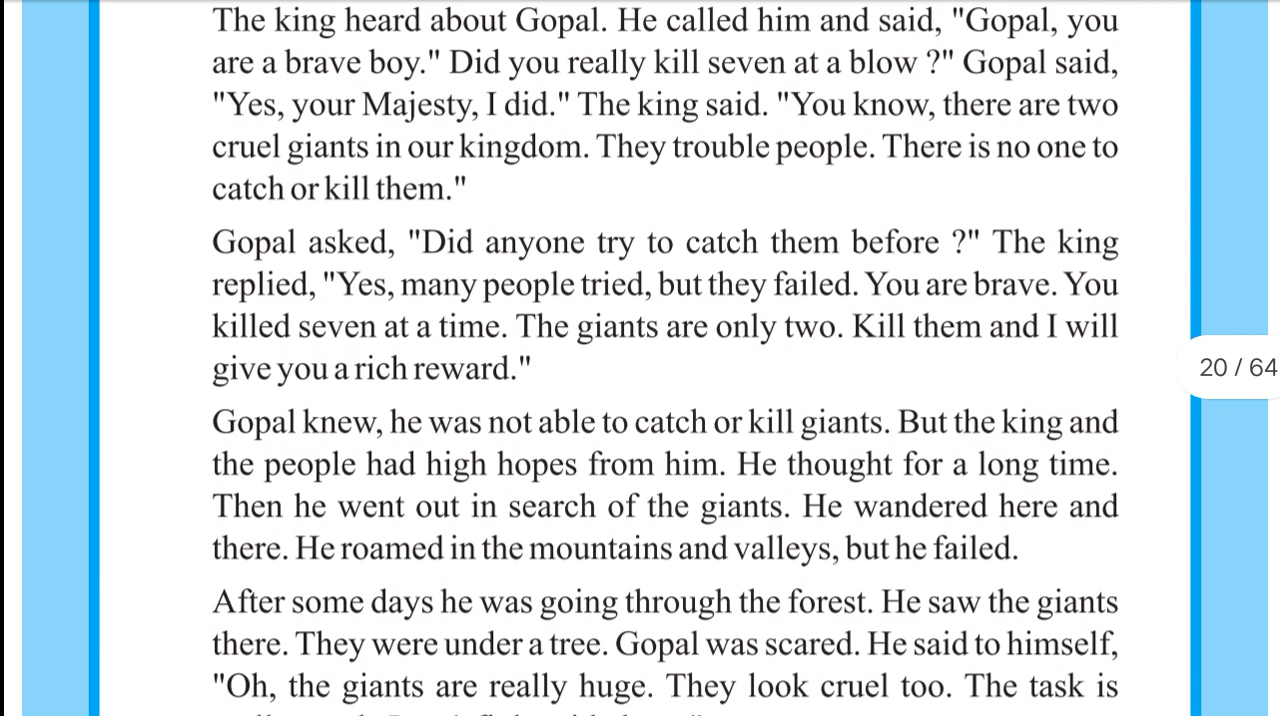 The king heard about Gopal. He called him and said, "Gopal, you
are a brave boy." Did you really kill seven at a blow ?" Gopal said,
"Yes, your Majesty, I did." The king said. "You know, there are two
cruel giants in our kingdom. They trouble people. There is no one to
catch or kill them."
Gopal asked, "Did anyone try to catch them before ?" The king
replied, "Yes, many people tried, but they failed. You are brave. You
killed seven at a time. The giants are only two. Kill them and I will
give you a rich reward."
20 / 64
Gopal knew, he was not able to catch or kill giants. But the king and
the people had high hopes from him. He thought for a long time.
Then he went out in search of the giants. He wandered here and
there. He roamed in the mountains and valleys, but he failed.
After some days he was going through the forest. He saw the giants
there. They were under a tree. Gopal was scared. He said to himself,
"Oh, the giants are really huge. They look cruel too. The task is